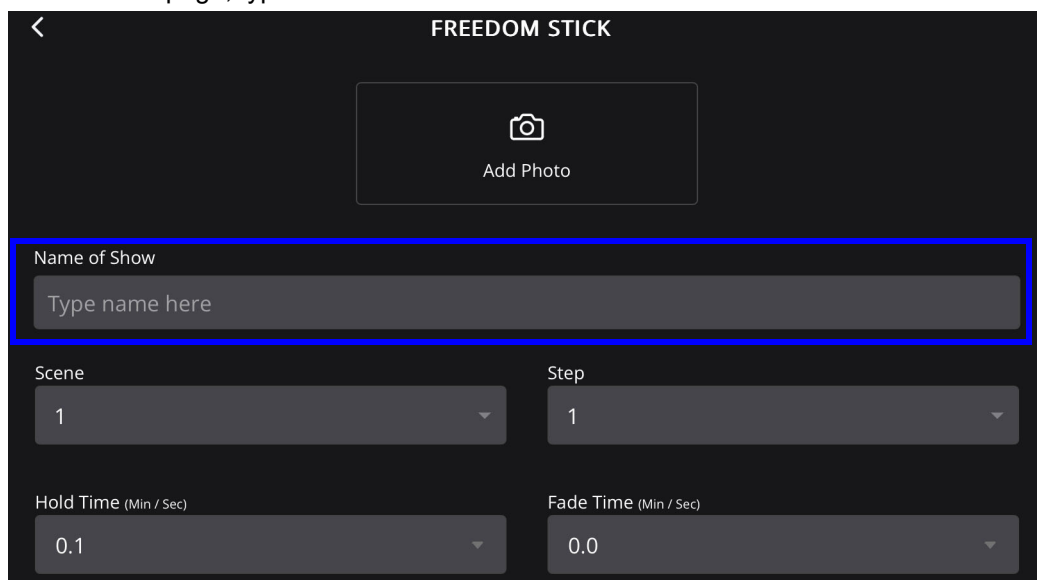 FREEDOM STICK
Add Photo
Name of Show
Type name here
Scene Step
1 1
Hold Time (Min / Sec) Fade Time (Min / Sec)
0.1 0.0